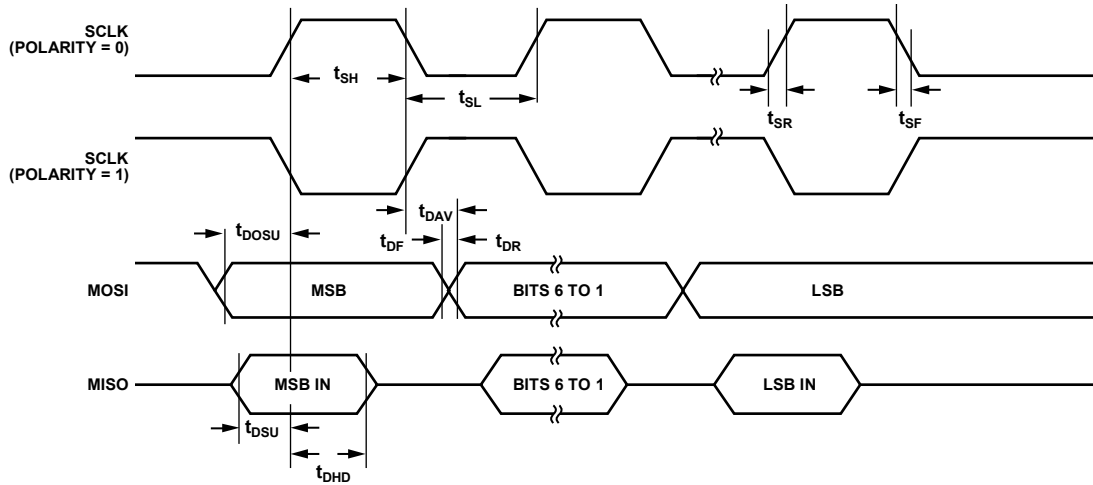 SCLK
(POLARITY = 0)
tSH
tSL
tSR
tSF
SCLK
(POLARITY = 1)
tDAV
tDOSU
tDF
tDR
MOSI
MSB
BITS 6 TO 1
LSB
MISO
MSB IN
BITS 6 TO 1
LSB IN
tDSU
tDHD